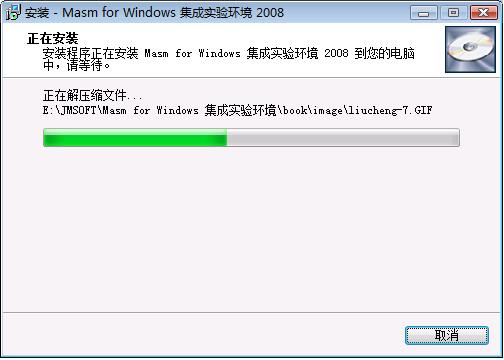 安装 - Masm for Windows 集成实验环境 2008
正在安装
安装程序正在安装 Masm for Windows 集成实验环境 2008 到您的电脑
中,请等待。
正在解压缩文件...
E:\JMSOFT\Masm for Windows 集成实验环境\book\image\liucheng-7.GIF
取消